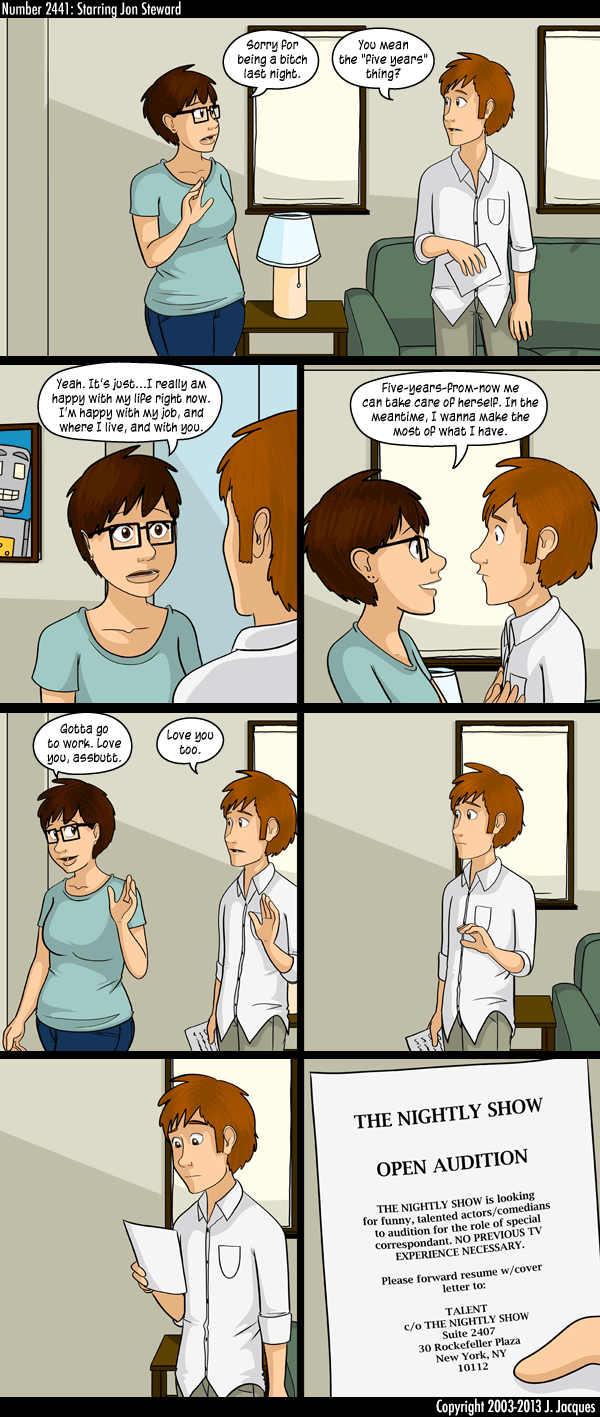 Number 2441: Starring Jon Steward
Sorry for
being a bitch
last night.
You mean
the "five years"
thing?
Yeah. It's just...I really am
happy with my life right now.
I'm happy with my job, and
where I live, and with you.
Five-years-from-now me
can take care of herself. In the
meantime, I wanna make the
most of what I have.
Gotta go
to work. Love
you, assbutt.
Love you
too.
THE NIGHTLY SHOW
OPEN AUDITION
THE NIGHTLY SHOW is looking
for funny, talented actors/comedians
to audition for the role of special
correspondant. NO PREVIOUS TV
EXPERIENCE NECESSARY.
Please forward resume w/cover
letter to:
TALENT
c/o THE NIGHTLY SHOW
Suite 2407
30 Rockefeller Plaza
New York, NY
10112
Copyright 2003-2013 J. Jacques